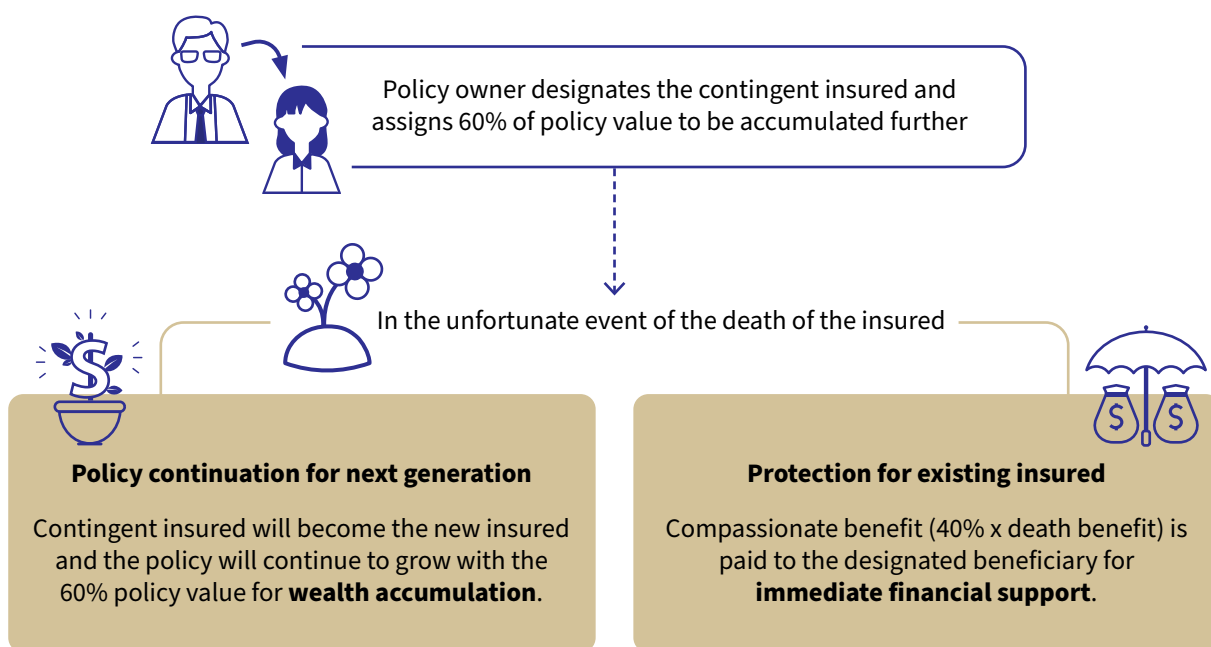 Policy owner designates the contingent insured and
assigns 60% of policy value to be accumulated further
In the unfortunate event of the death of the insured
$
Policy continuation for next generation
Contingent insured will become the new insured
and the policy will continue to grow with the
60% policy value for wealth accumulation.
$ $
Protection for existing insured
Compassionate benefit (40% x death benefit) is
paid to the designated beneficiary for
immediate financial support.